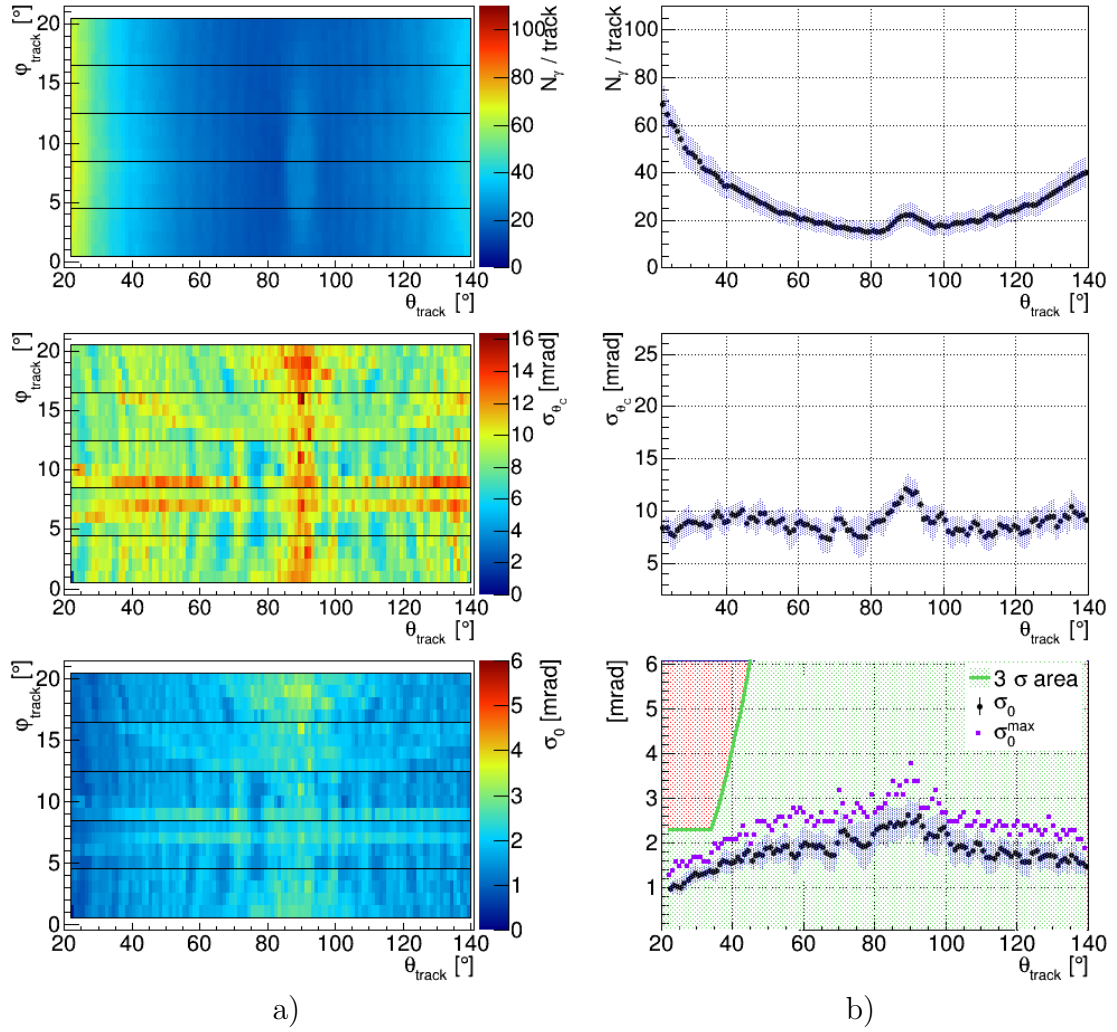 φ_track [°]
20
15
10
5
0
20 40 60 80 100 120 140
θ_track [°]
100
80
60
40
20
0
N_γ / track
N_γ / track
100
80
60
40
20
0
40 60 80 100 120 140
θ_track [°]
φ_track [°]
20
15
10
5
0
20 40 60 80 100 120 140
θ_track [°]
16
14
12
10
8
6
4
2
0
σ_θ_c [mrad]
σ_θ_c [mrad]
25
20
15
10
5
40 60 80 100 120 140
θ_track [°]
φ_track [°]
20
15
10
5
0
20 40 60 80 100 120 140
θ_track [°]
6
5
4
3
2
1
0
σ_0 [mrad]
[mrad]
6
5
4
3
2
1
20 40 60 80 100 120 140
θ_track [°]
3 σ area
σ_0
σ_0^max
a)
b)